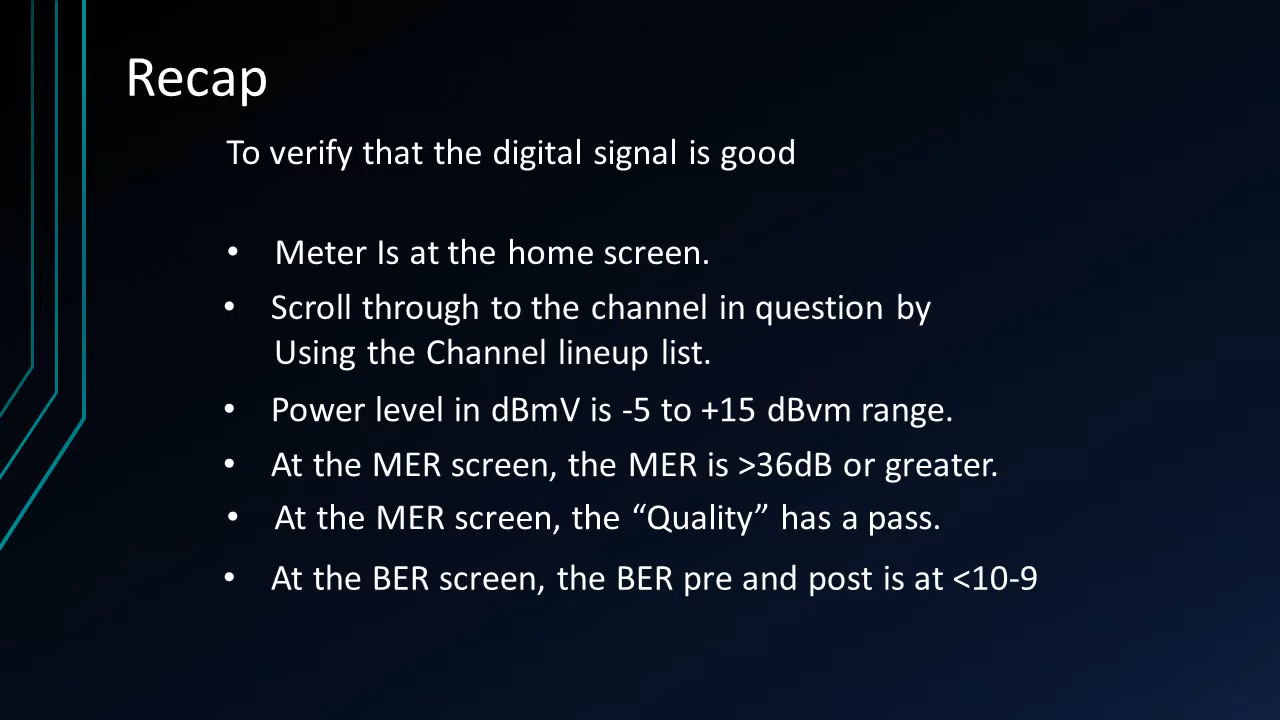 Recap
To verify that the digital signal is good
• Meter Is at the home screen.
• Scroll through to the channel in question by
Using the Channel lineup list.
• Power level in dBmV is -5 to +15 dBvm range.
• At the MER screen, the MER is >36dB or greater.
• At the MER screen, the “Quality” has a pass.
• At the BER screen, the BER pre and post is at <10-9